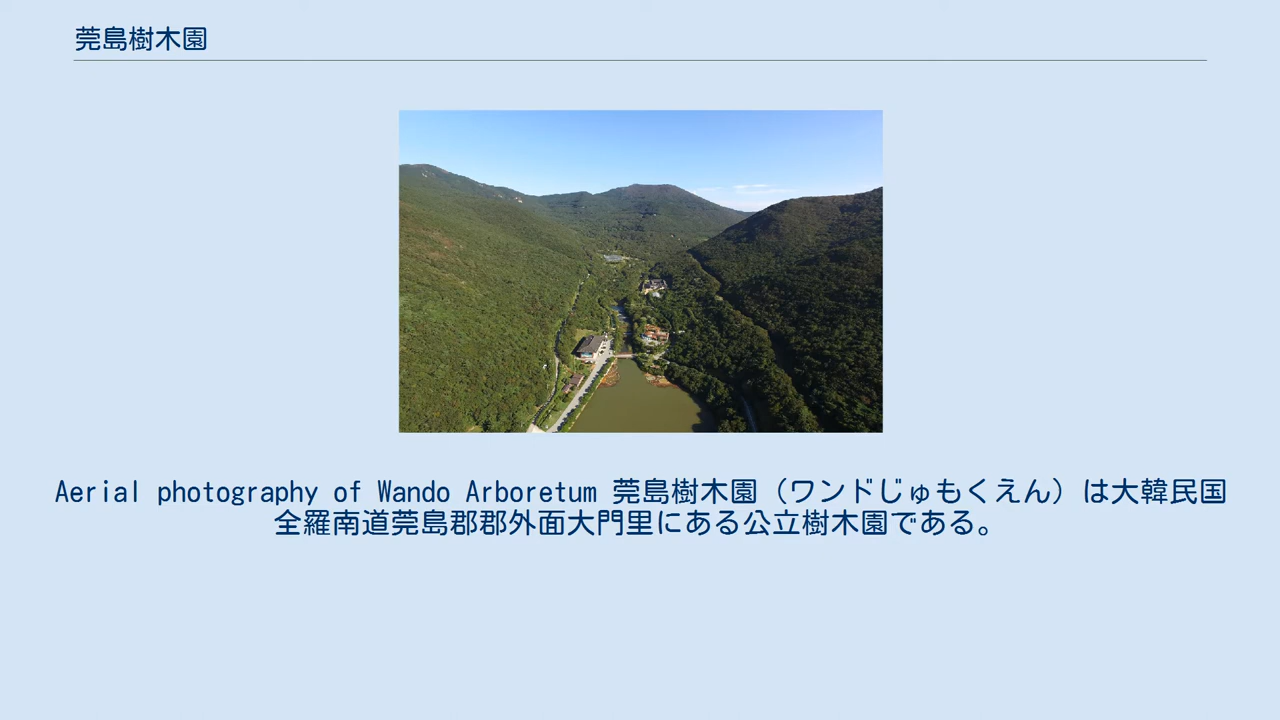 莞島樹木園
Aerial photography of Wando Arboretum 莞島樹木園（ワンドじゅもくえん）は大韓民国
全羅南道莞島郡郡外面大門里にある公立樹木園である。